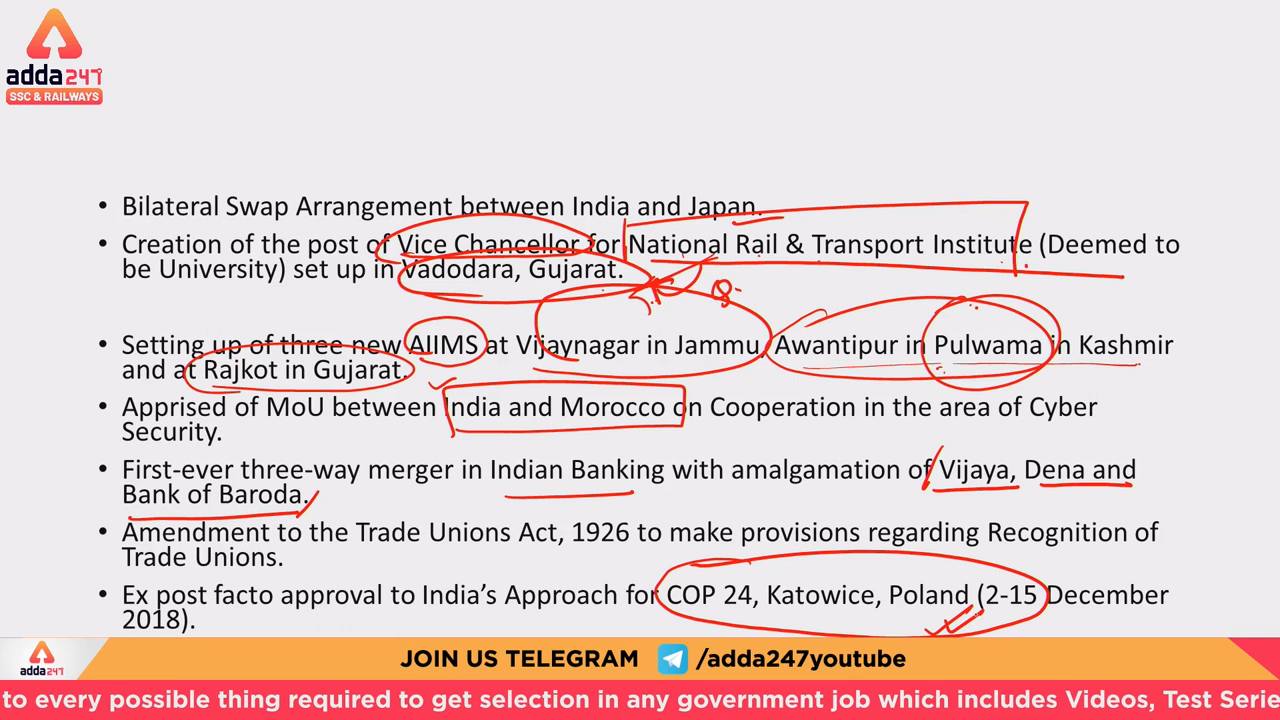 adda247
SSC & RAILWAYS
• Bilateral Swap Arrangement between India and Japan.
• Creation of the post of Vice Chancellor for National Rail & Transport Institute (Deemed to
be University) set up in Vadodara, Gujarat.
8
• Setting up of three new AIIMS at Vijaynagar in Jammu, Awantipur in Pulwama in Kashmir
and at Rajkot in Gujarat.
• Apprised of MoU between India and Morocco on Cooperation in the area of Cyber
Security.
• First-ever three-way merger in Indian Banking with amalgamation of Vijaya, Dena and
Bank of Baroda.
• Amendment to the Trade Unions Act, 1926 to make provisions regarding Recognition of
Trade Unions.
• Ex post facto approval to India’s Approach for COP 24, Katowice, Poland (2-15 December
2018).
adda247
JOIN US TELEGRAM /adda247youtube
to every possible thing required to get selection in any government job which includes Videos, Test Serie